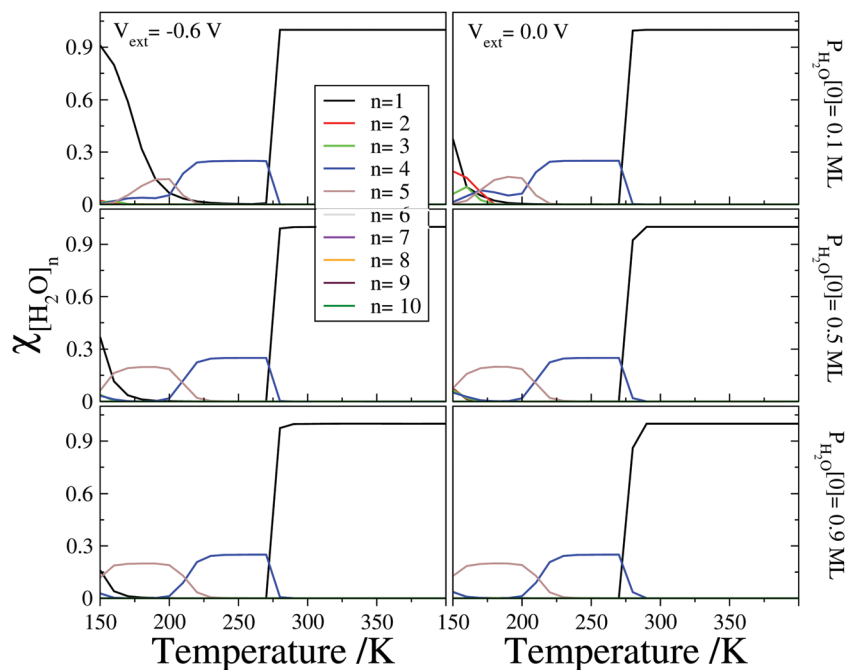 V_ext = -0.6 V
V_ext = 0.0 V
P_H₂O[0]= 0.1 ML
P_H₂O[0]= 0.5 ML
P_H₂O[0]= 0.9 ML
n=1
n= 2
n= 3
n= 4
n= 5
n= 6
n= 7
n= 8
n= 9
n= 10
χ_[H₂O]_n
0.9
0.6
0.3
0
0.9
0.6
0.3
0
0.9
0.6
0.3
0
150 200 250 300 350
150 200 250 300 350
Temperature /K
Temperature /K